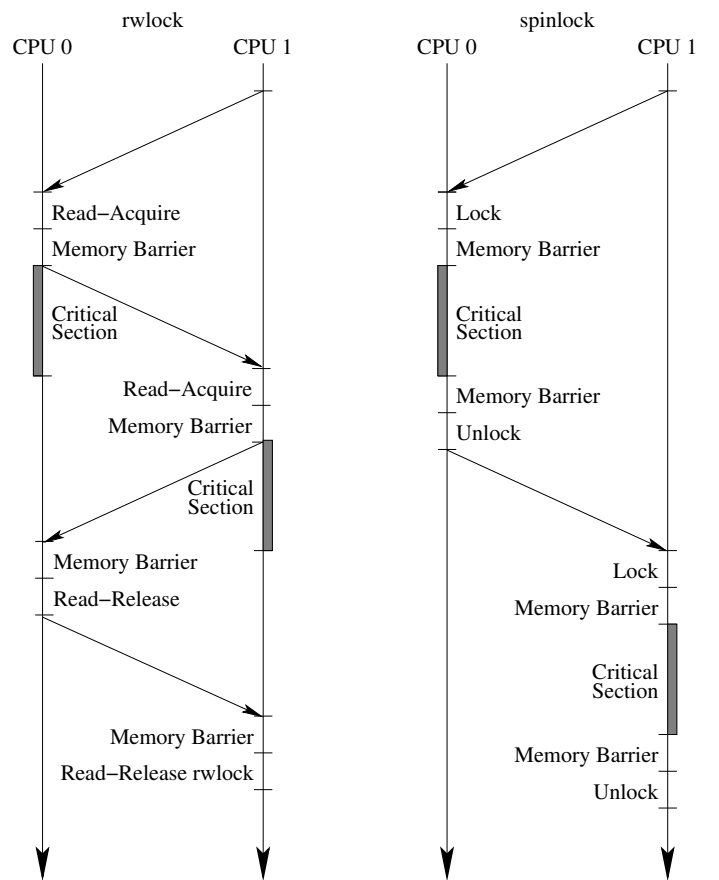 rwlock
CPU 0
CPU 1
Read−Acquire
Memory Barrier
Critical
Section
Read−Acquire
Memory Barrier
Critical
Section
Memory Barrier
Read−Release
Memory Barrier
Read−Release rwlock
spinlock
CPU 0
CPU 1
Lock
Memory Barrier
Critical
Section
Memory Barrier
Unlock
Lock
Memory Barrier
Critical
Section
Memory Barrier
Unlock